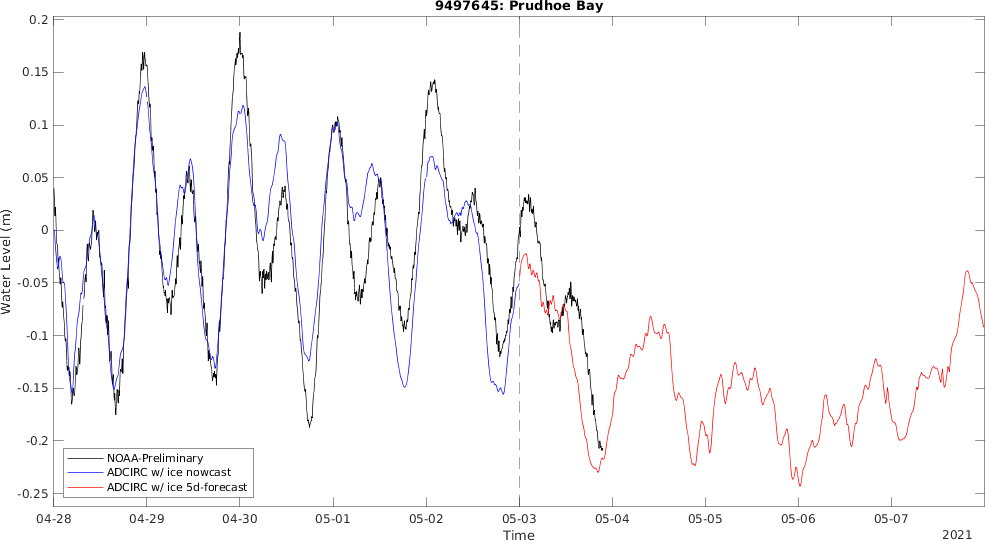 9497645: Prudhoe Bay
0.2
0.15
0.1
0.05
0
-0.05
-0.1
-0.15
-0.2
-0.25
Water Level (m)
NOAA-Preliminary
ADCIRC w/ ice nowcast
ADCIRC w/ ice 5d-forecast
04-28 04-29 04-30 05-01 05-02 05-03 05-04 05-05 05-06 05-07
Time
2021